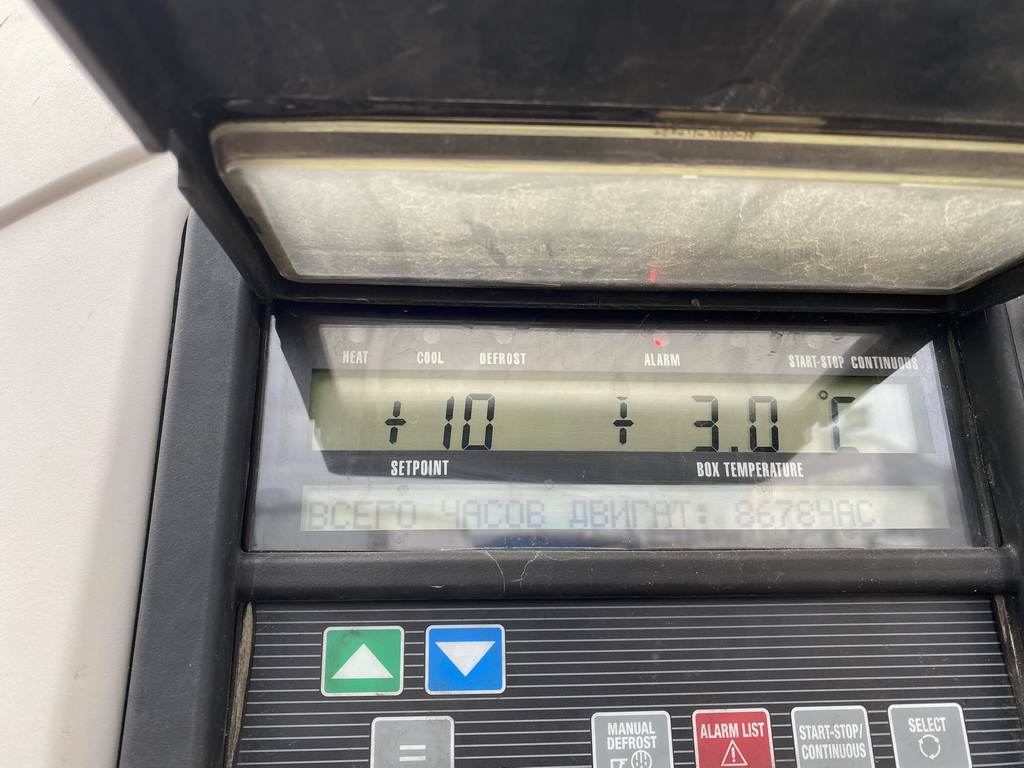 HEAT COOL DEFROST ALARM START-STOP CONTINUOUS
+10 +3.0 °C
SETPOINT BOX TEMPERATURE
ВСЕГО ЧАСОВ ДВИГАТ: 8678ЧАС
=
MANUAL DEFROST
ALARM LIST
START-STOP/
CONTINUOUS
SELECT